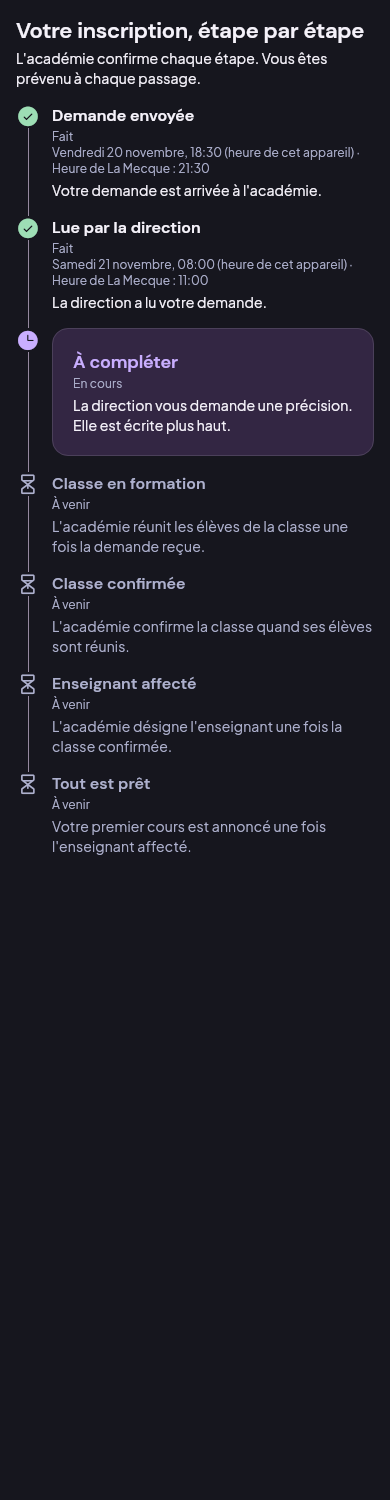 Votre inscription, étape par étape
L'académie confirme chaque étape. Vous êtes
prévenu à chaque passage.
Demande envoyée
Fait
Vendredi 20 novembre, 18:30 (heure de cet appareil) ·
Heure de La Mecque : 21:30
Votre demande est arrivée à l'académie.
Lue par la direction
Fait
Samedi 21 novembre, 08:00 (heure de cet appareil) ·
Heure de La Mecque : 11:00
La direction a lu votre demande.
À compléter
En cours
La direction vous demande une précision.
Elle est écrite plus haut.
Classe en formation
À venir
L'académie réunit les élèves de la classe une
fois la demande reçue.
Classe confirmée
À venir
L'académie confirme la classe quand ses élèves
sont réunis.
Enseignant affecté
À venir
L'académie désigne l'enseignant une fois la
classe confirmée.
Tout est prêt
À venir
Votre premier cours est annoncé une fois
l'enseignant affecté.